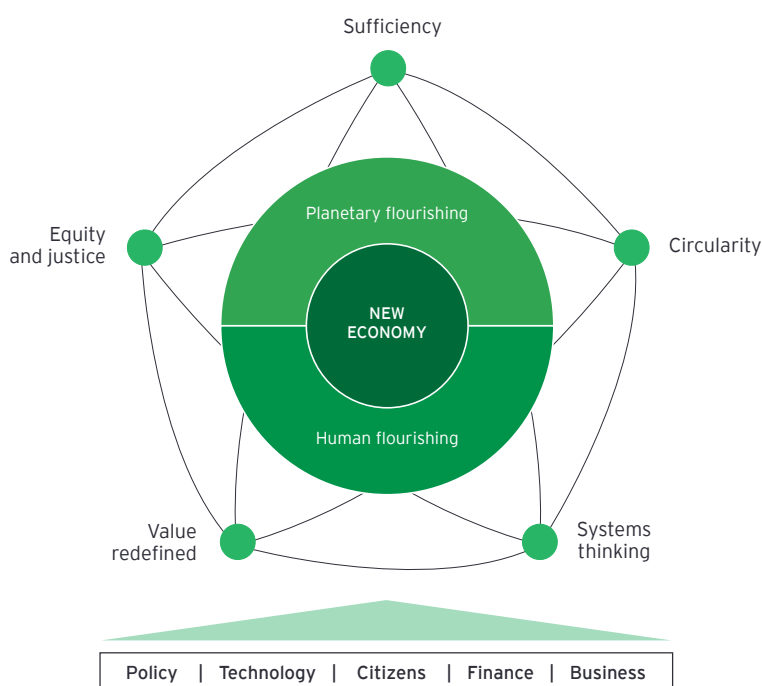 Sufficiency
Planetary flourishing
Equity
and justice
Circularity
NEW
ECONOMY
Human flourishing
Value
redefined
Systems
thinking
Policy | Technology | Citizens | Finance | Business